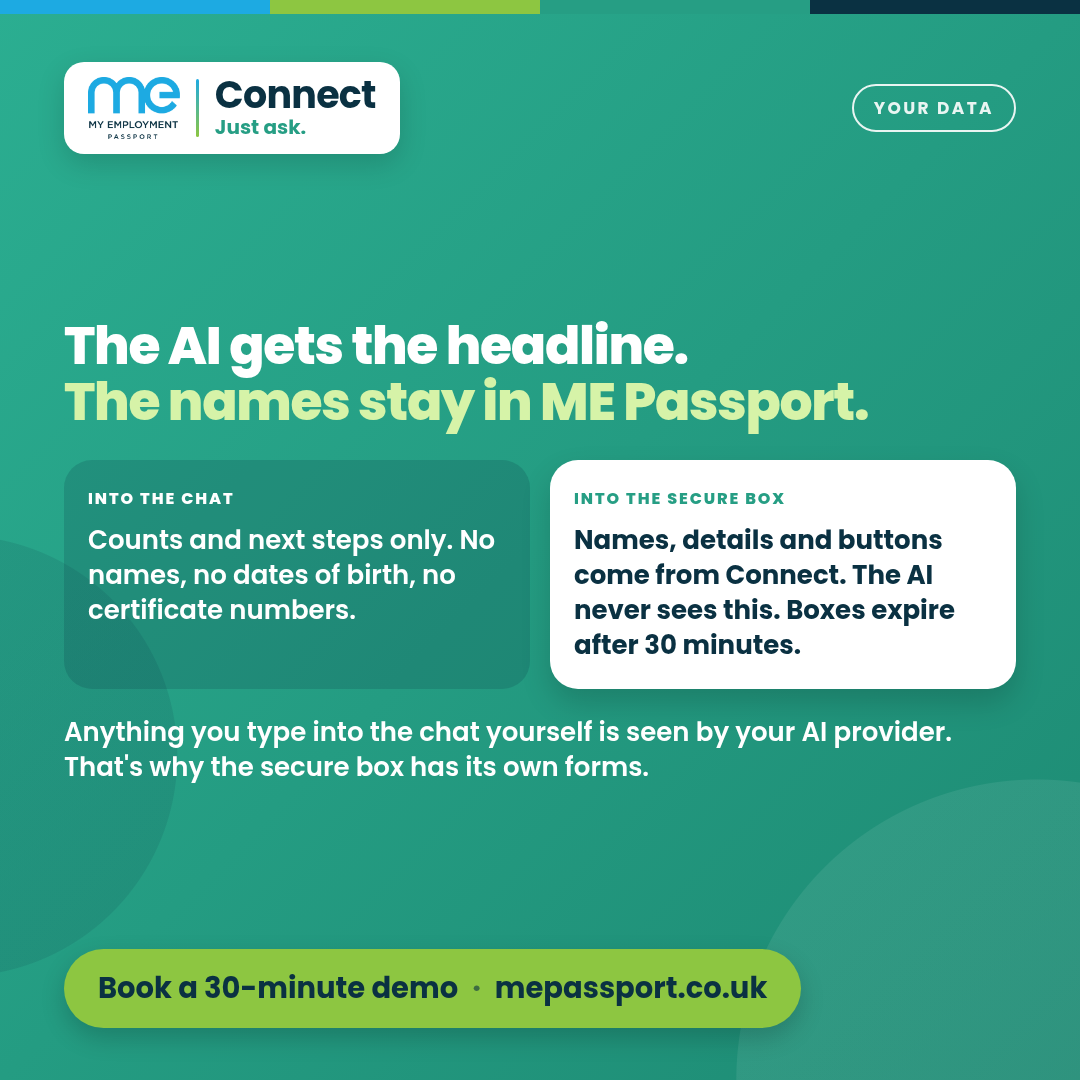 me
MY EMPLOYMENT
PASSPORT
Connect
Just ask.
YOUR DATA
The AI gets the headline.
The names stay in ME Passport.
INTO THE CHAT
Counts and next steps only. No
names, no dates of birth, no
certificate numbers.
INTO THE SECURE BOX
Names, details and buttons
come from Connect. The AI
never sees this. Boxes expire
after 30 minutes.
Anything you type into the chat yourself is seen by your AI provider.
That's why the secure box has its own forms.
Book a 30-minute demo · mepassport.co.uk